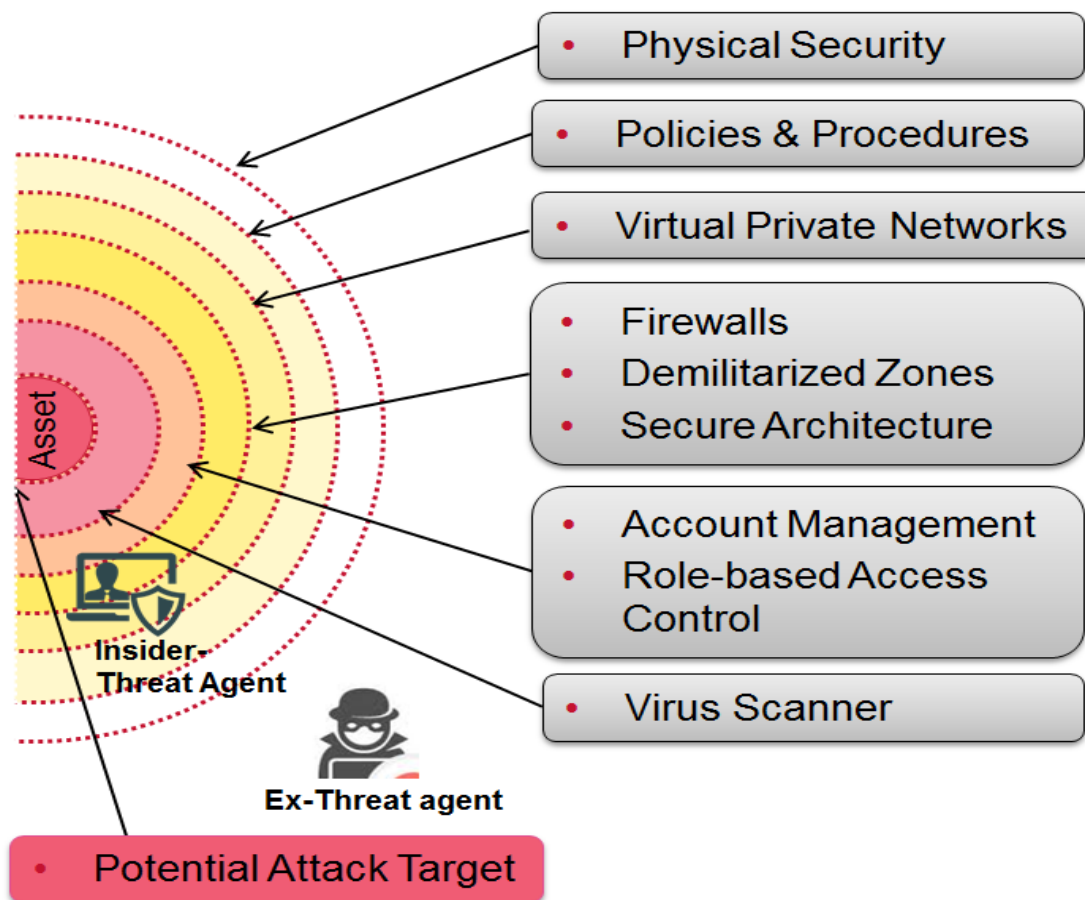 • Physical Security
• Policies & Procedures
• Virtual Private Networks
• Firewalls
• Demilitarized Zones
• Secure Architecture
Asset
• Account Management
• Role-based Access
Control
Insider-
Threat Agent
• Virus Scanner
Ex-Threat agent
• Potential Attack Target